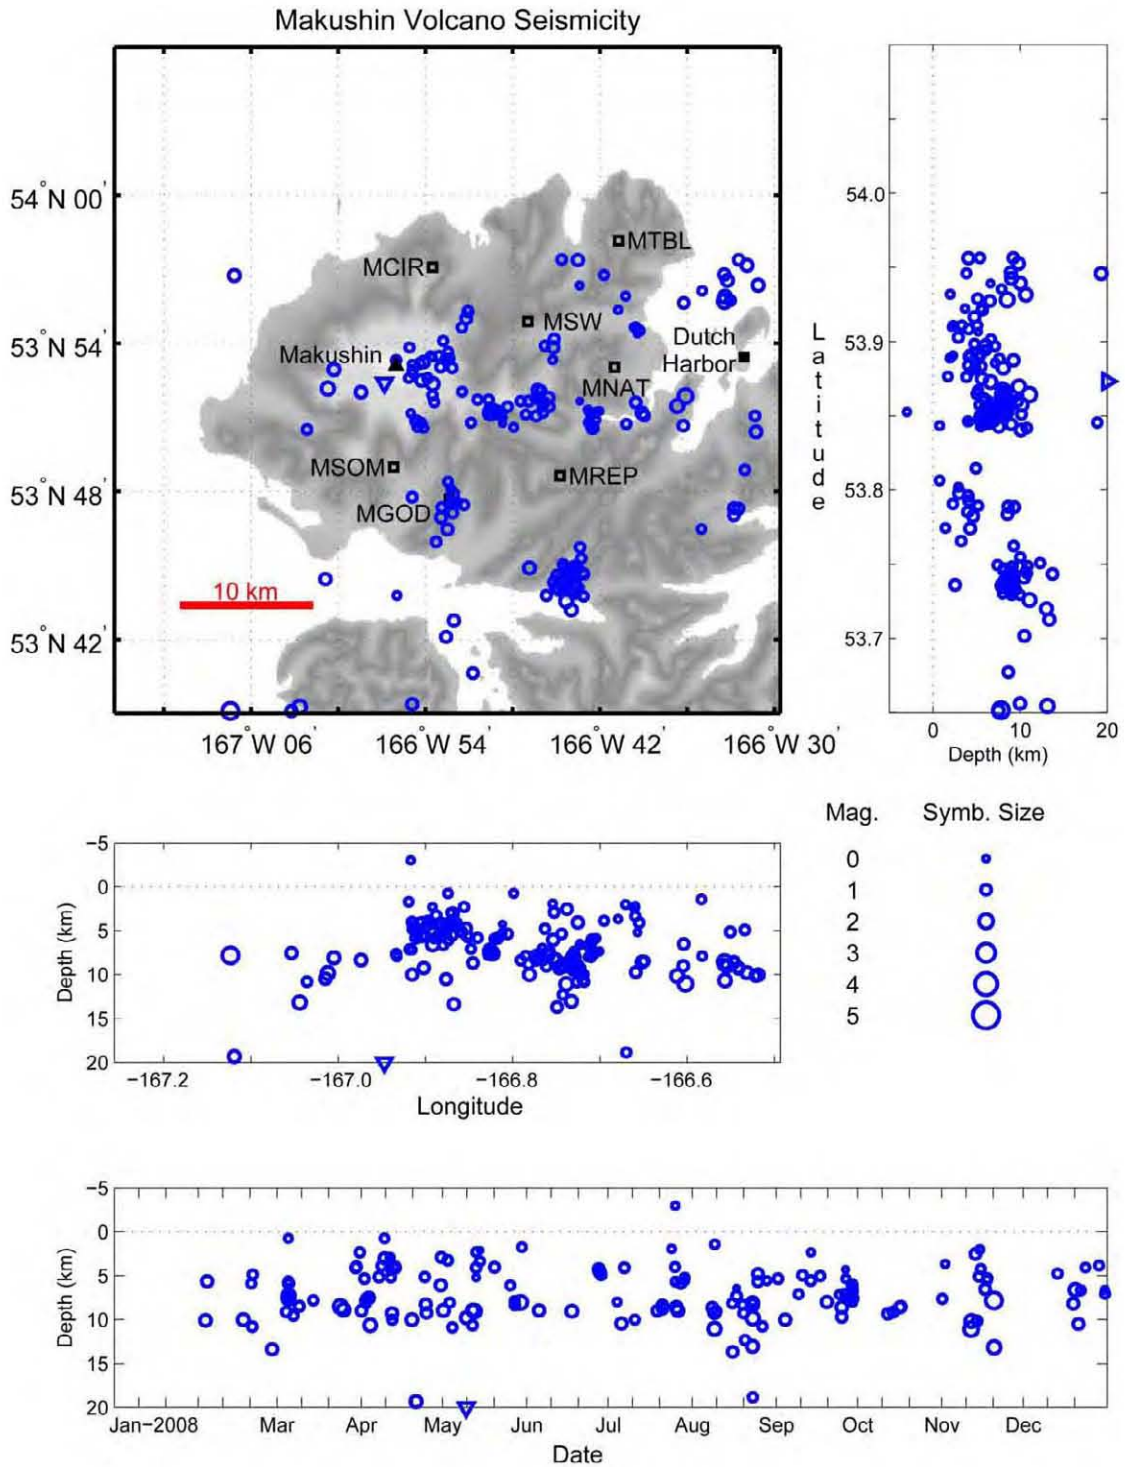 Makushin Volcano Seismicity
54°N 00'
53°N 54'
53°N 48'
53°N 42'
167°W 06'
166°W 54'
166°W 42'
166°W 30'
MTBL
MCIR
MSW
Dutch
Harbor
Makushin
MNAT
MSOM
MREP
MGOD
10 km
Latitude
54.0
53.9
53.8
53.7
0 10 20
Depth (km)
Mag. Symb. Size
0
1
2
3
4
5
Depth (km)
−5
0
5
10
15
20
−167.2 −167.0 −166.8 −166.6
Longitude
Depth (km)
−5
0
5
10
15
20
Jan−2008 Mar Apr May Jun Jul Aug Sep Oct Nov Dec
Date